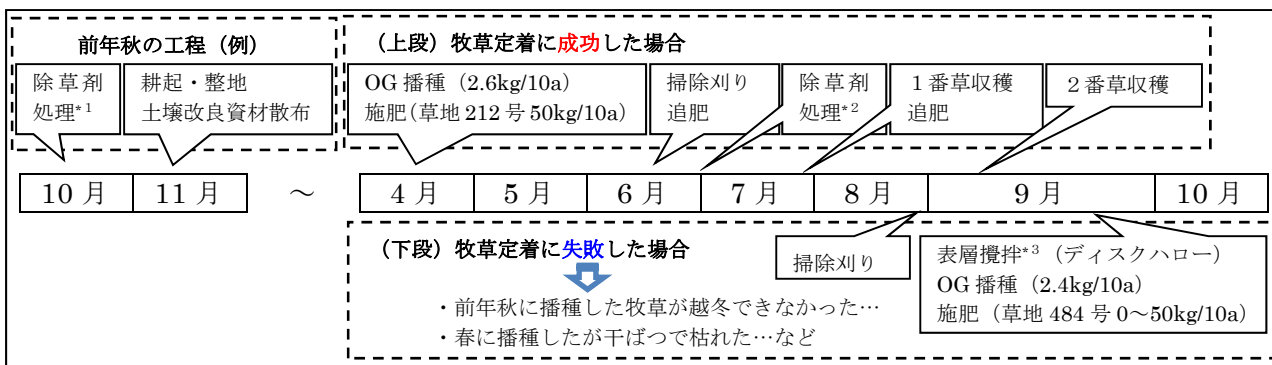 前年秋の工程（例）
除草剤
処理*1
耕起・整地
土壌改良資材散布
（上段）牧草定着に成功した場合
OG 播種（2.6kg/10a）
施肥（草地 212 号 50kg/10a）
掃除刈り
追肥
除草剤
処理*2
１番草収穫
追肥
２番草収穫
10 月
11 月
～
4 月
5 月
6 月
7 月
8 月
9 月
10 月
（下段）牧草定着に失敗した場合
・前年秋に播種した牧草が越冬できなかった…
・春に播種したが干ばつで枯れた…など
掃除刈り
表層攪拌*3（ディスクハロー）
OG 播種（2.4kg/10a）
施肥（草地 484 号 0～50kg/10a）